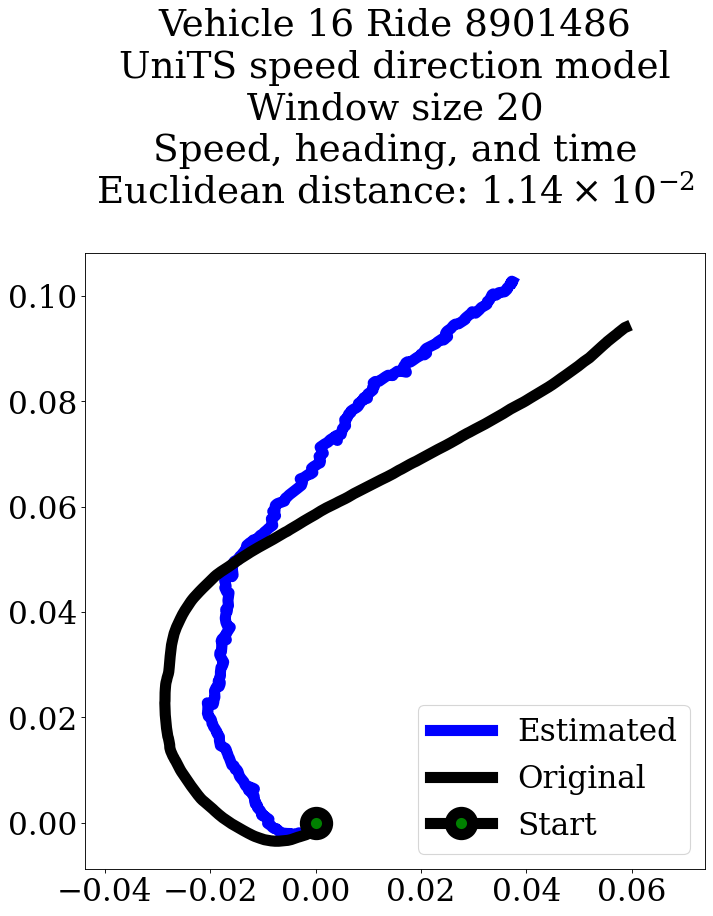 Vehicle 16 Ride 8901486
UniTS speed direction model
Window size 20
Speed, heading, and time
Euclidean distance: 1.14 × 10⁻²
0.10
0.08
0.06
0.04
0.02
0.00
Estimated
Original
Start
−0.04 −0.02 0.00 0.02 0.04 0.06